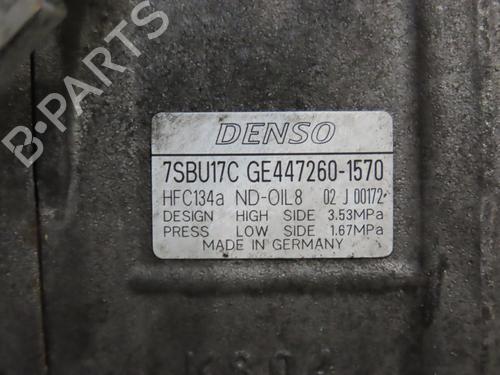 DENSO
7SBU17C GE447260-1570
HFC134a ND-OIL8 02 J 00172
DESIGN HIGH SIDE 3.53MPa
PRESS LOW SIDE 1.67MPa
MADE IN GERMANY
B-PARTS